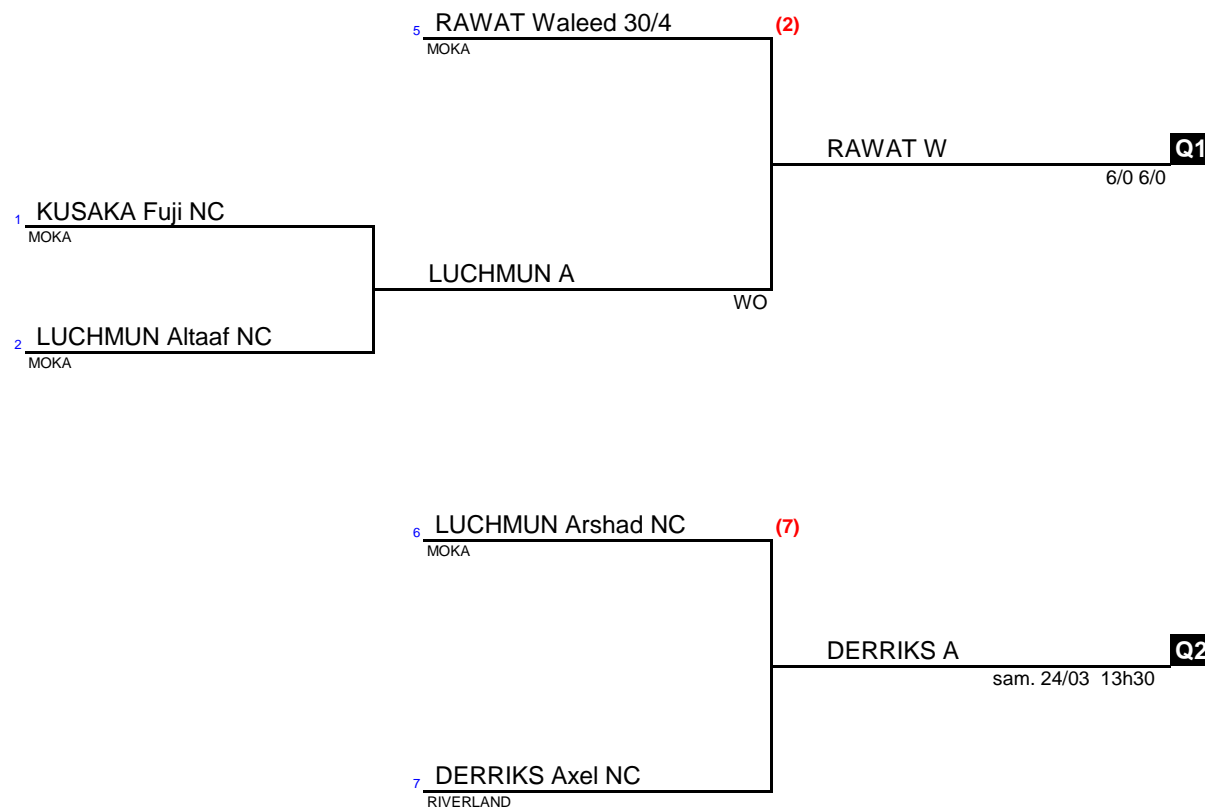 5 RAWAT Waleed 30/4 (2)
MOKA
RAWAT W Q1
6/0 6/0
1 KUSAKA Fuji NC
MOKA
LUCHMUN A
WO
2 LUCHMUN Altaaf NC
MOKA
6 LUCHMUN Arshad NC (7)
MOKA
DERRIKS A Q2
sam. 24/03 13h30
7 DERRIKS Axel NC
RIVERLAND